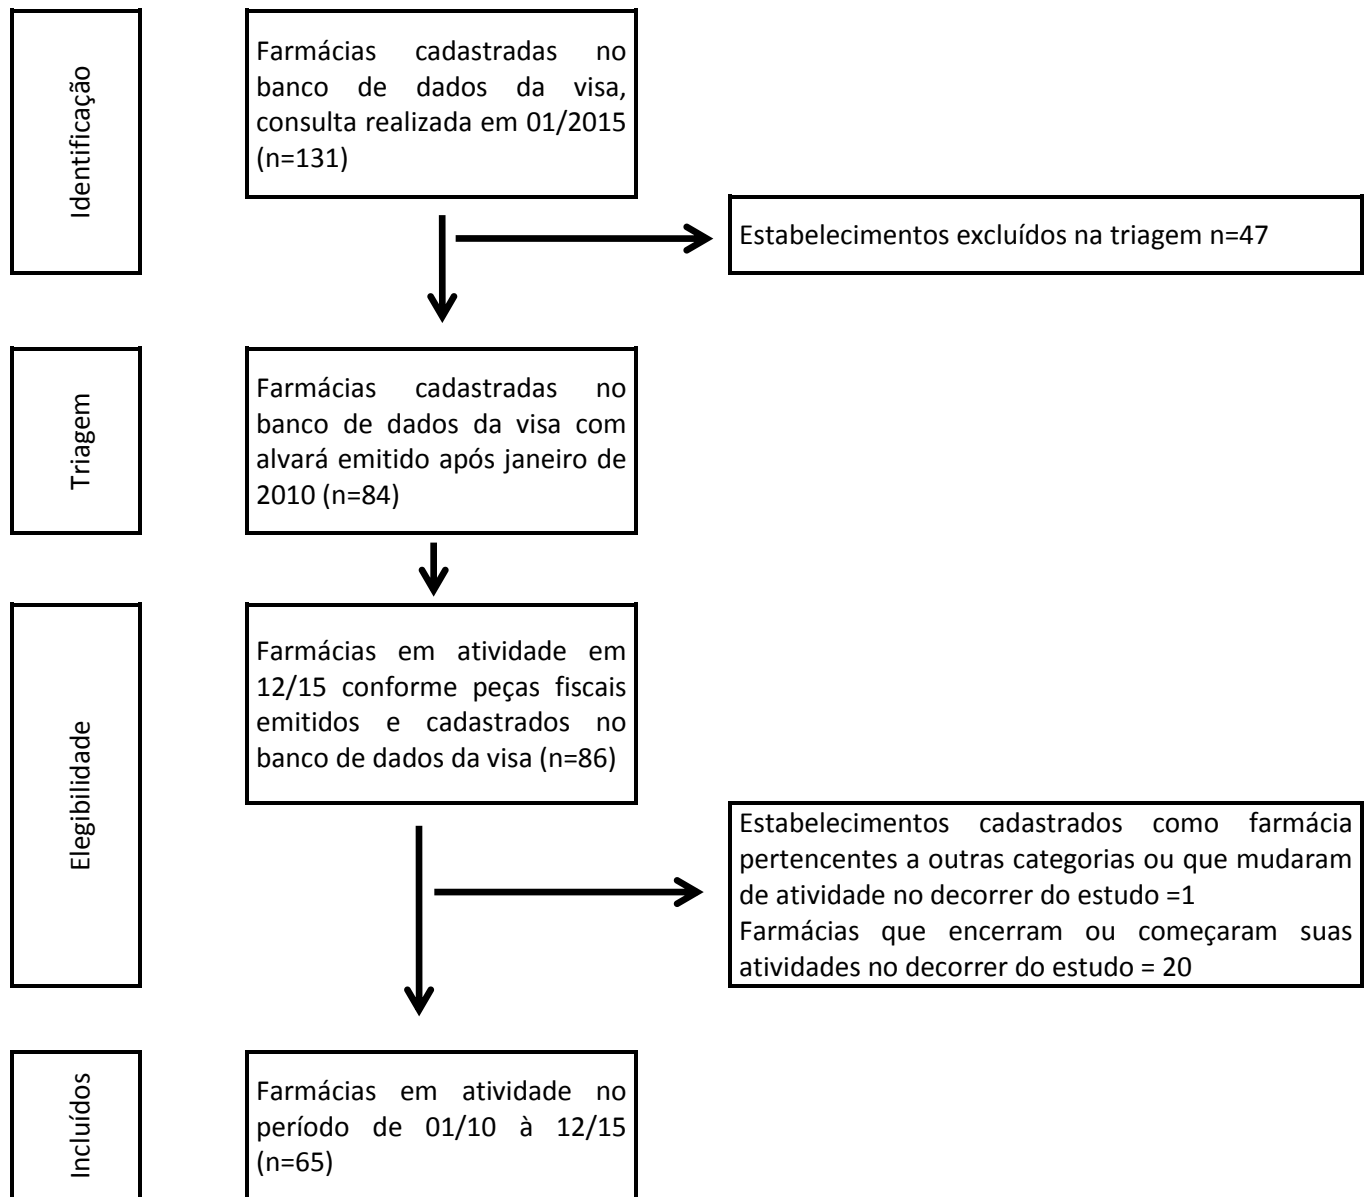 Identificação
Farmácias cadastradas no
banco de dados da visa,
consulta realizada em 01/2015
(n=131)
Estabelecimentos excluídos na triagem n=47
Triagem
Farmácias cadastradas no
banco de dados da visa com
alvará emitido após janeiro de
2010 (n=84)
Elegibilidade
Farmácias em atividade em
12/15 conforme peças fiscais
emitidos e cadastrados no
banco de dados da visa (n=86)
Estabelecimentos cadastrados como farmácia
pertencentes a outras categorias ou que mudaram
de atividade no decorrer do estudo =1
Farmácias que encerram ou começaram suas
atividades no decorrer do estudo = 20
Incluídos
Farmácias em atividade no
período de 01/10 à 12/15
(n=65)